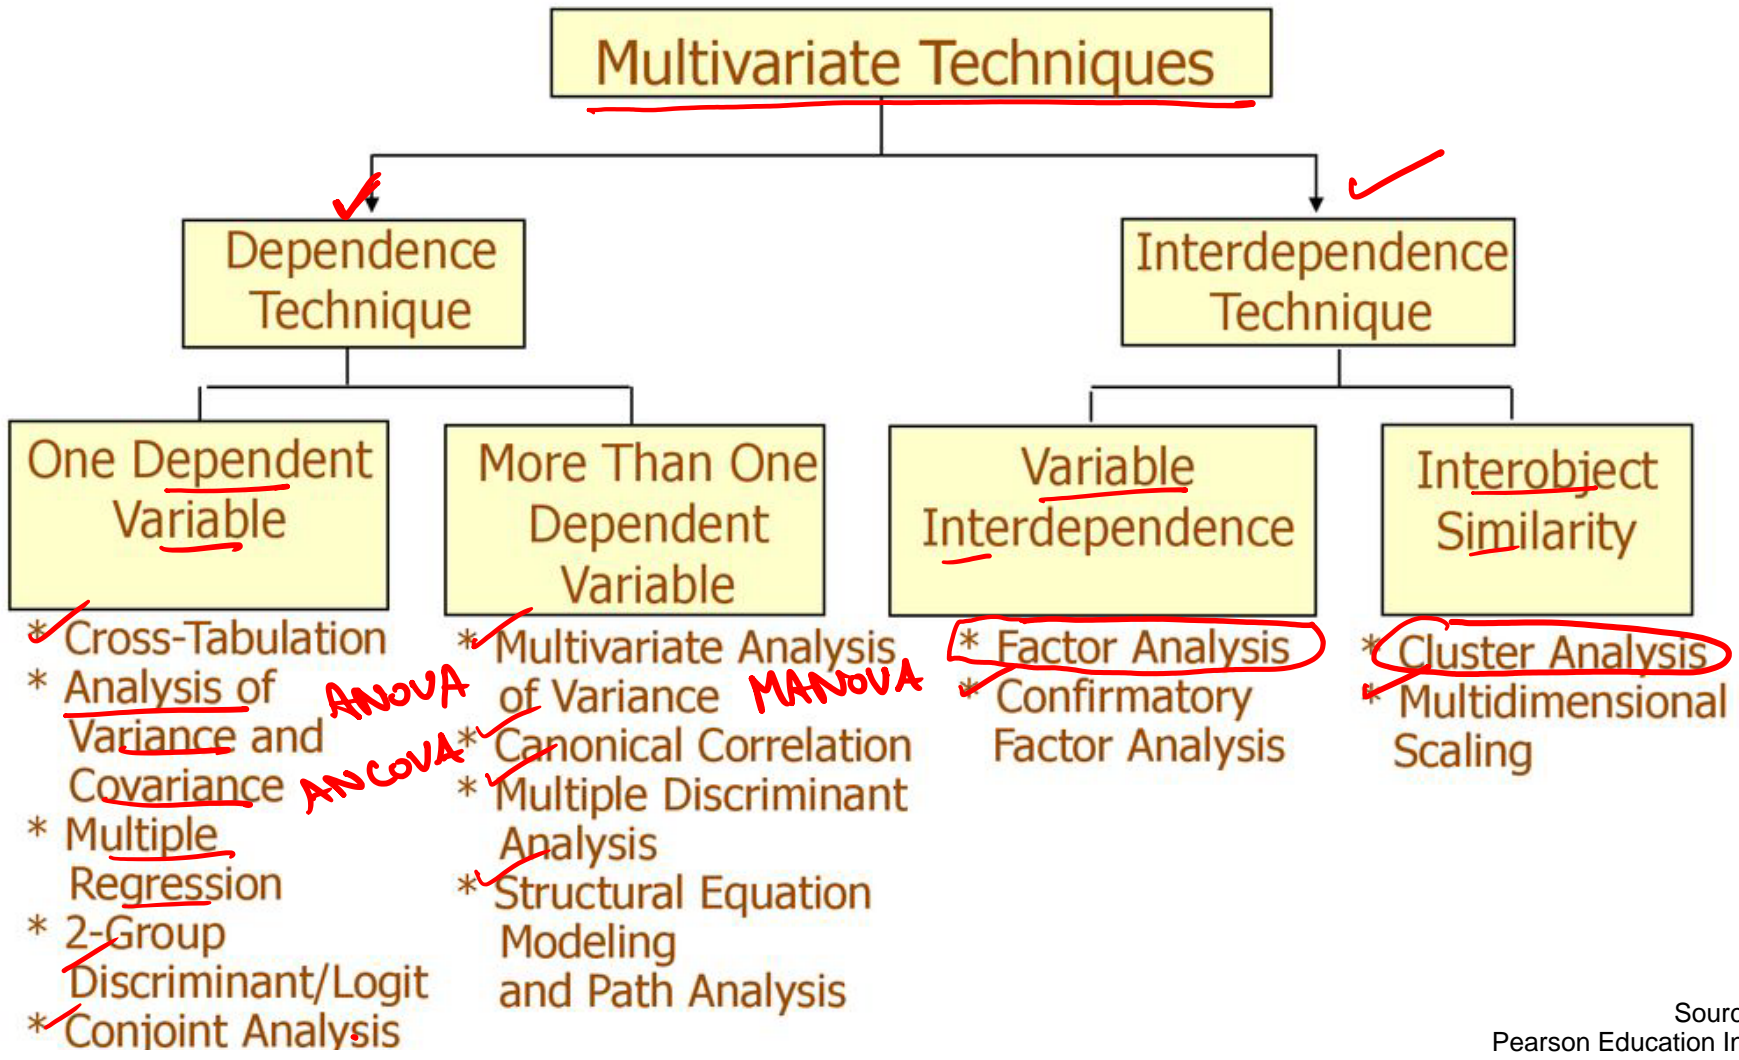 Multivariate Techniques
Dependence
Technique
Interdependence
Technique
One Dependent
Variable
More Than One
Dependent
Variable
Variable
Interdependence
Interobject
Similarity
* Cross-Tabulation
* Analysis of
Variance and
Covariance
* Multiple
Regression
* 2-Group
Discriminant/Logit
* Conjoint Analysis
ANOVA
ANCOVA
* Multivariate Analysis
of Variance
MANOVA
* Canonical Correlation
* Multiple Discriminant
Analysis
* Structural Equation
Modeling
and Path Analysis
* Factor Analysis
* Confirmatory
Factor Analysis
* Cluster Analysis
* Multidimensional
Scaling
Pearson Education